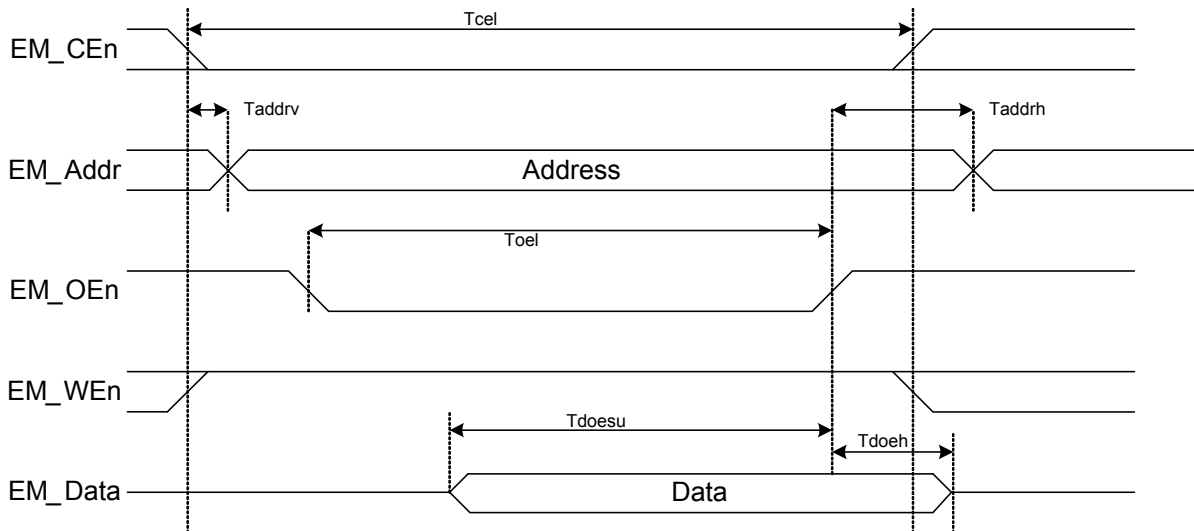 Tcel
EM_CEn
Taddrv
Taddrh
EM_Addr
Address
Toel
EM_OEn
EM_WEn
Tdoesu
Tdoeh
EM_Data
Data